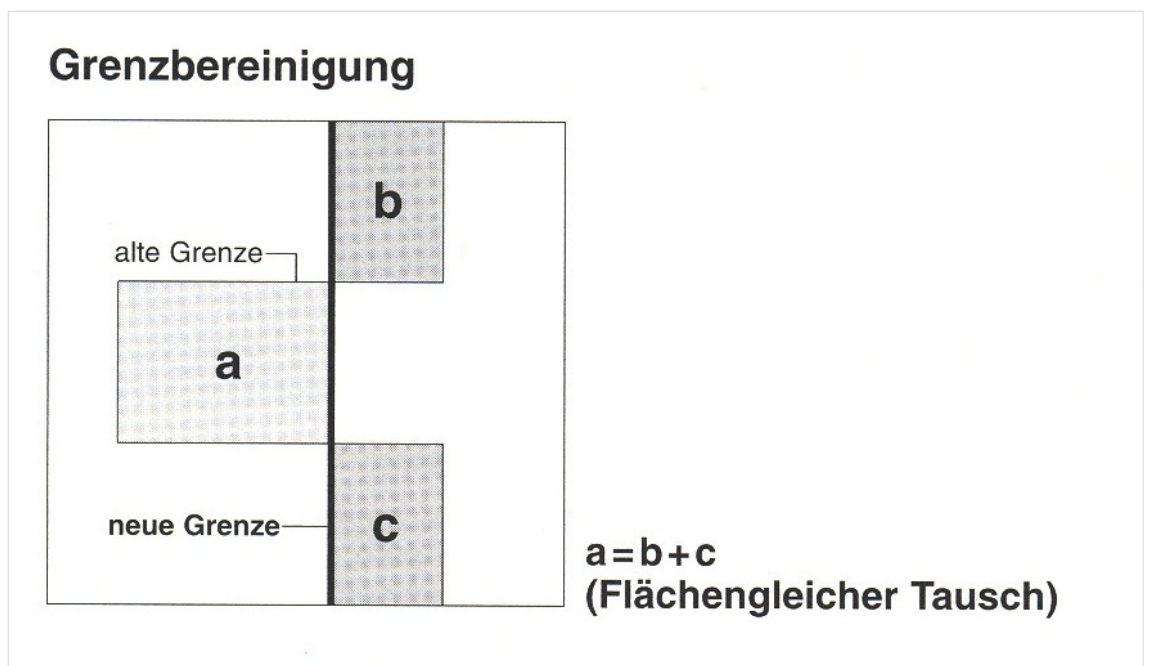 Grenzbereinigung
b
alte Grenze
a
neue Grenze
c
a=b+c
(Flächengleicher Tausch)